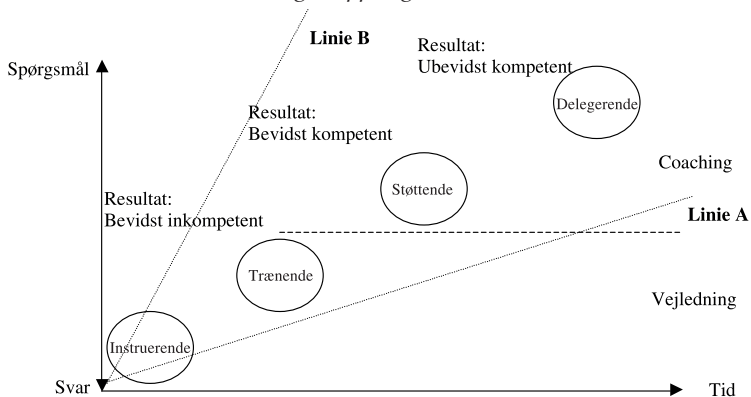 Linie B
Resultat:
Ubevidst kompetent
Spørgsmål
Delegerende
Resultat:
Bevidst kompetent
Coaching
Støttende
Resultat:
Bevidst inkompetent
Linie A
Trænende
Vejledning
Instruerende
Svar
Tid